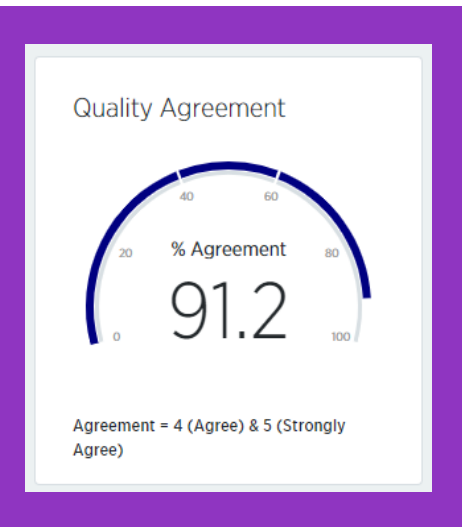 Quality Agreement
40
60
20
% Agreement
80
91.2
0
100
Agreement = 4 (Agree) & 5 (Strongly
Agree)